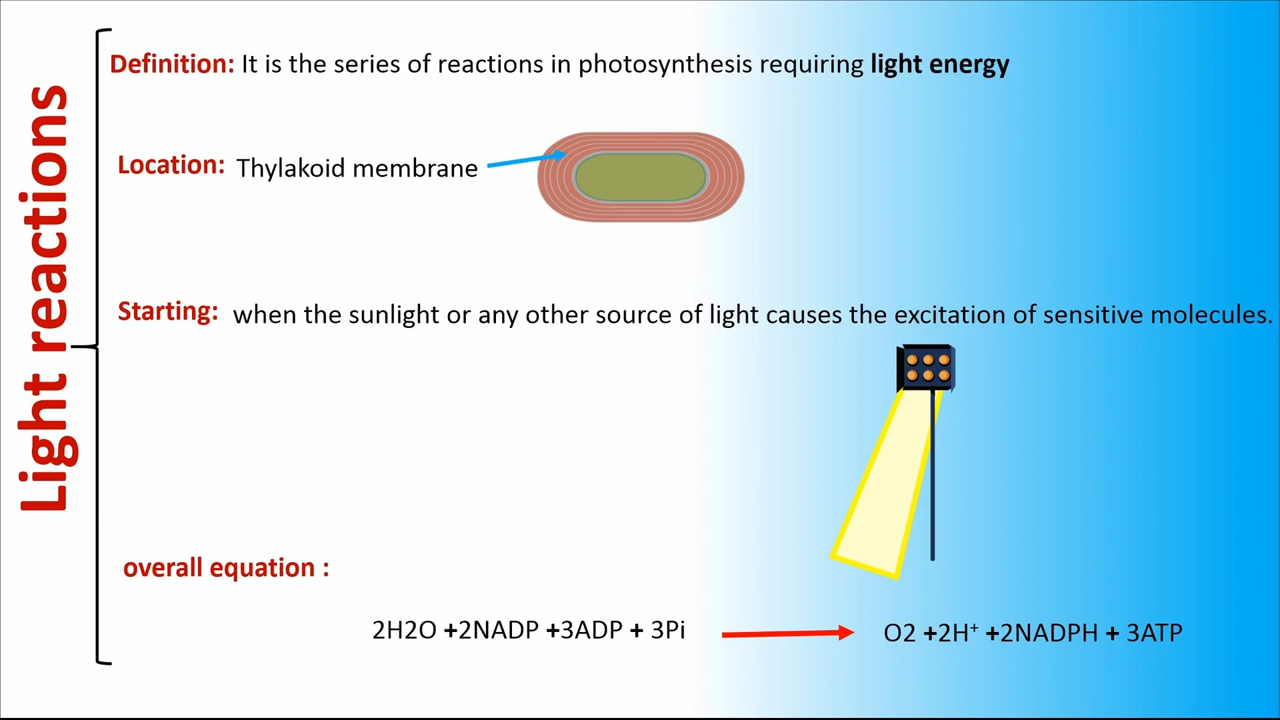 Light reactions
Definition: It is the series of reactions in photosynthesis requiring light energy
Location: Thylakoid membrane
Starting: when the sunlight or any other source of light causes the excitation of sensitive molecules.
overall equation :
2H2O +2NADP +3ADP + 3Pi
O2 +2H⁺ +2NADPH + 3ATP